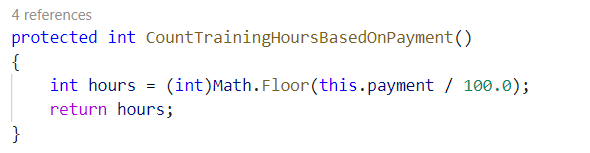 4 references
protected int CountTrainingHoursBasedOnPayment()
{
    int hours = (int)Math.Floor(this.payment / 100.0);
    return hours;
}